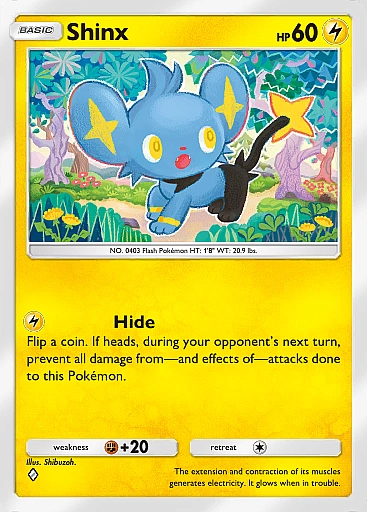 BASIC Shinx HP 60
NO. 0403 Flash Pokémon HT: 1'8" WT: 20.9 lbs.
Hide
Flip a coin. If heads, during your opponent's next turn,
prevent all damage from—and effects of—attacks done
to this Pokémon.
weakness +20 retreat
Illus. Shibuzoh.
The extension and contraction of its muscles
generates electricity. It glows when in trouble.